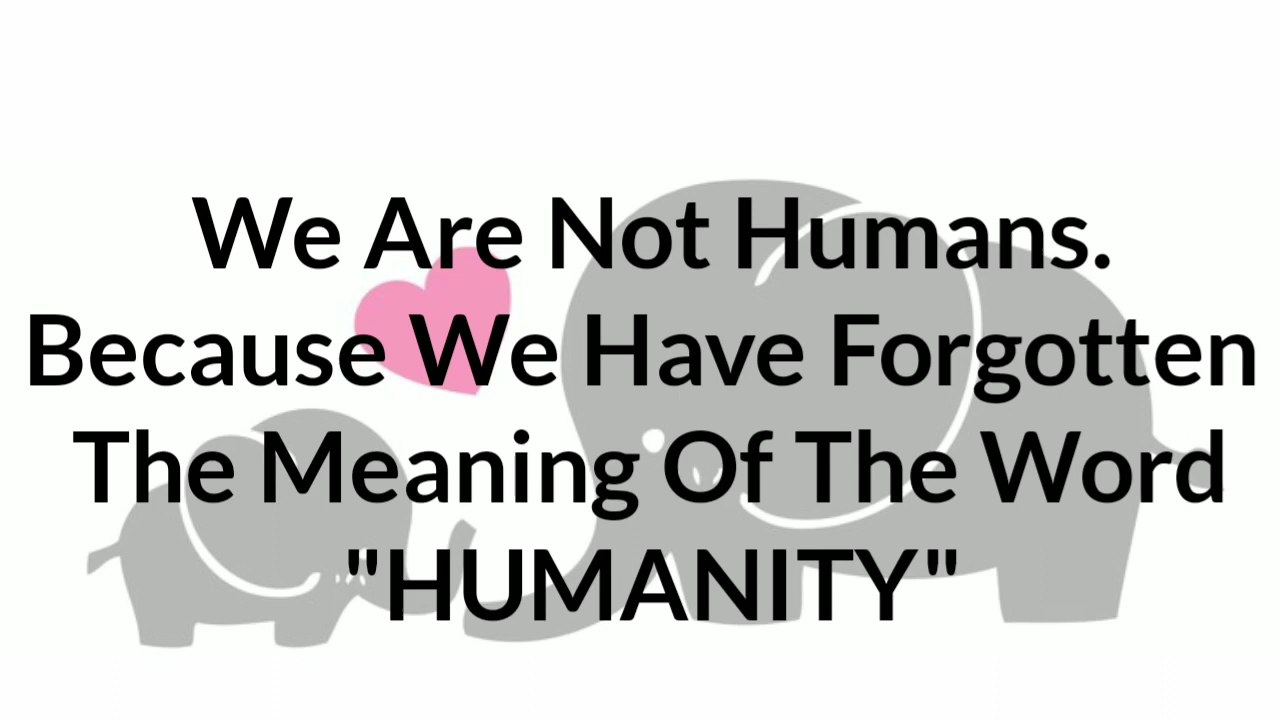 We Are Not Humans.
Because We Have Forgotten
The Meaning Of The Word
"HUMANITY"